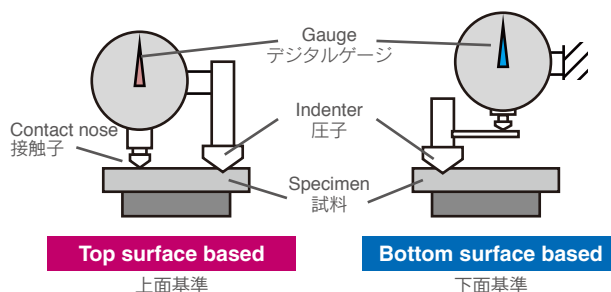 Gauge
デジタルゲージ
Contact nose
接触子
Indenter
圧子
Specimen
試料
Top surface based
上面基準
Bottom surface based
下面基準